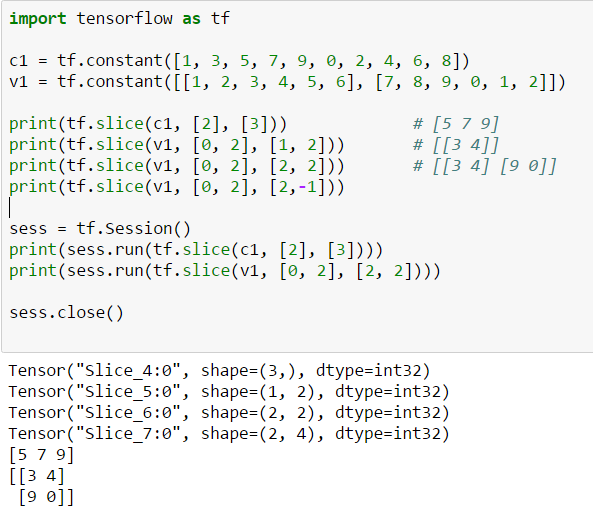 import tensorflow as tf
c1 = tf.constant([1, 3, 5, 7, 9, 0, 2, 4, 6, 8])
v1 = tf.constant([[1, 2, 3, 4, 5, 6], [7, 8, 9, 0, 1, 2]])
print(tf.slice(c1, [2], [3])) # [5 7 9]
print(tf.slice(v1, [0, 2], [1, 2])) # [[3 4]]
print(tf.slice(v1, [0, 2], [2, 2])) # [[3 4] [9 0]]
print(tf.slice(v1, [0, 2], [2,-1]))
sess = tf.Session()
print(sess.run(tf.slice(c1, [2], [3])))
print(sess.run(tf.slice(v1, [0, 2], [2, 2])))
sess.close()
Tensor("Slice_4:0", shape=(3,), dtype=int32)
Tensor("Slice_5:0", shape=(1, 2), dtype=int32)
Tensor("Slice_6:0", shape=(2, 2), dtype=int32)
Tensor("Slice_7:0", shape=(2, 4), dtype=int32)
[5 7 9]
[[3 4]
 [9 0]]